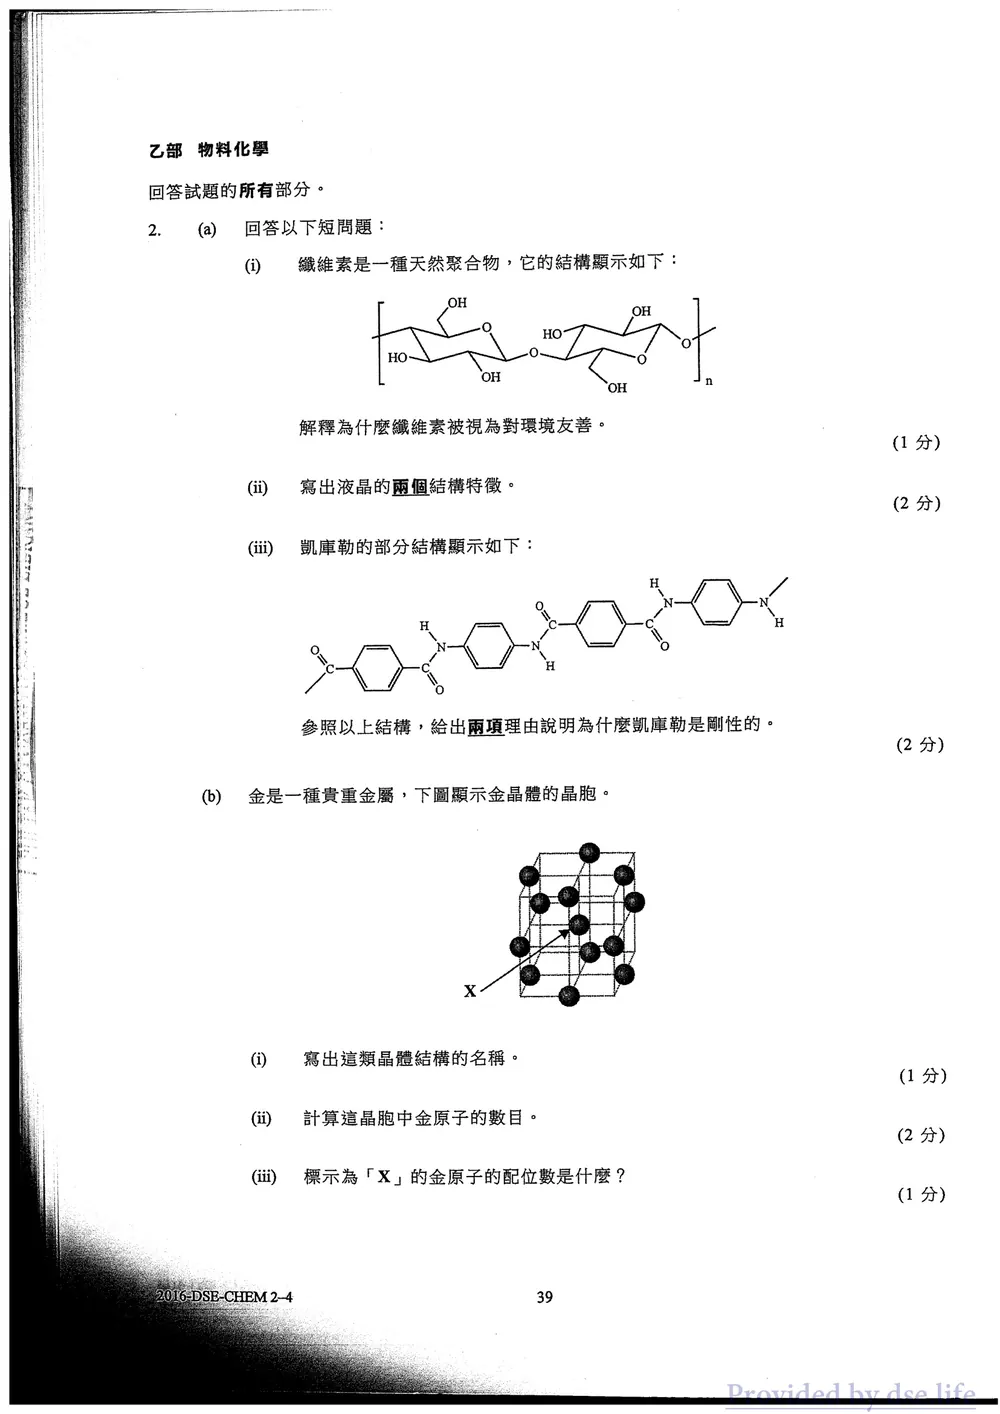 乙部 物料化學
回答試題的所有部分。
2. (a) 回答以下短問題：
(i) 纖維素是一種天然聚合物，它的結構顯示如下：
OH
OH
O
HO
O
HO
O
O
OH
OH
n
解釋為什麼纖維素被視為對環境友善。
(1 分)
(ii) 寫出液晶的兩個結構特徵。
(2 分)
(iii) 凱庫勒的部分結構顯示如下：
H
O
N
N
C
C
H
H
O
O
N
N
C
C
H
O
參照以上結構，給出兩項理由說明為什麼凱庫勒是剛性的。
(2 分)
(b) 金是一種貴重金屬，下圖顯示金晶體的晶胞。
X
(i) 寫出這類晶體結構的名稱。
(1 分)
(ii) 計算這晶胞中金原子的數目。
(2 分)
(iii) 標示為「X」的金原子的配位數是什麼？
(1 分)
2016-DSE-CHEM 2–4
39
Provided by dse.life